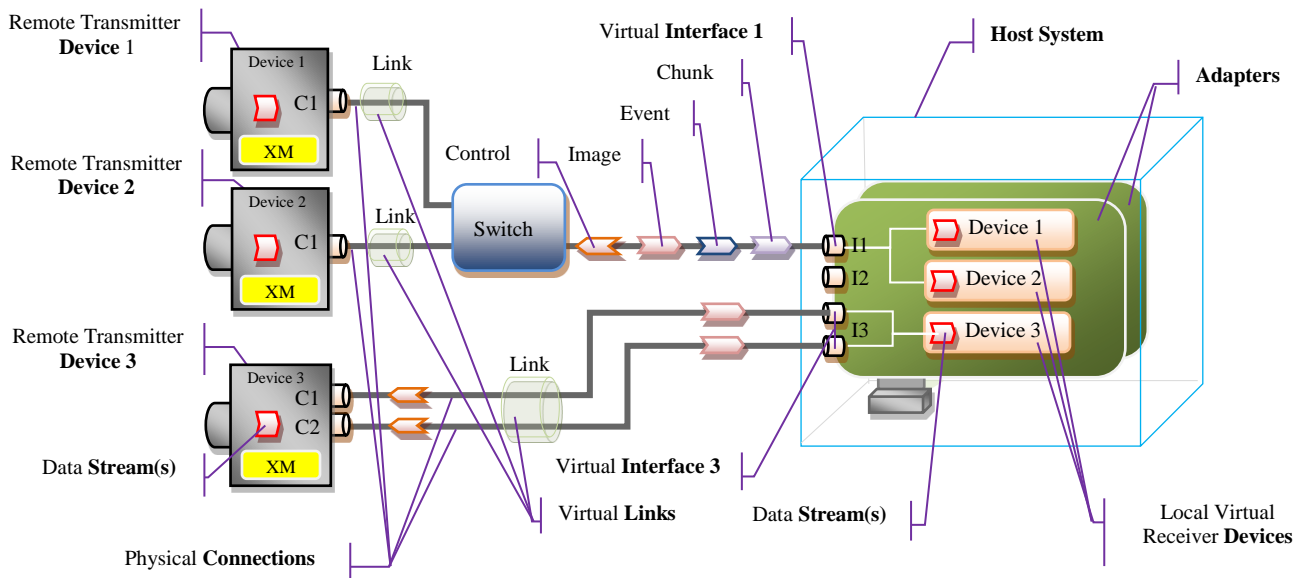 Remote Transmitter
Device 1
Device 1
C1
XM
Link
Virtual Interface 1
Chunk
Event
Control
Image
Host System
Adapters
Remote Transmitter
Device 2
Device 2
C1
XM
Link
Switch
I1
I2
I3
Device 1
Device 2
Device 3
Remote Transmitter
Device 3
Device 3
C1
C2
XM
Link
Data Stream(s)
Virtual Interface 3
Virtual Links
Data Stream(s)
Local Virtual
Receiver Devices
Physical Connections